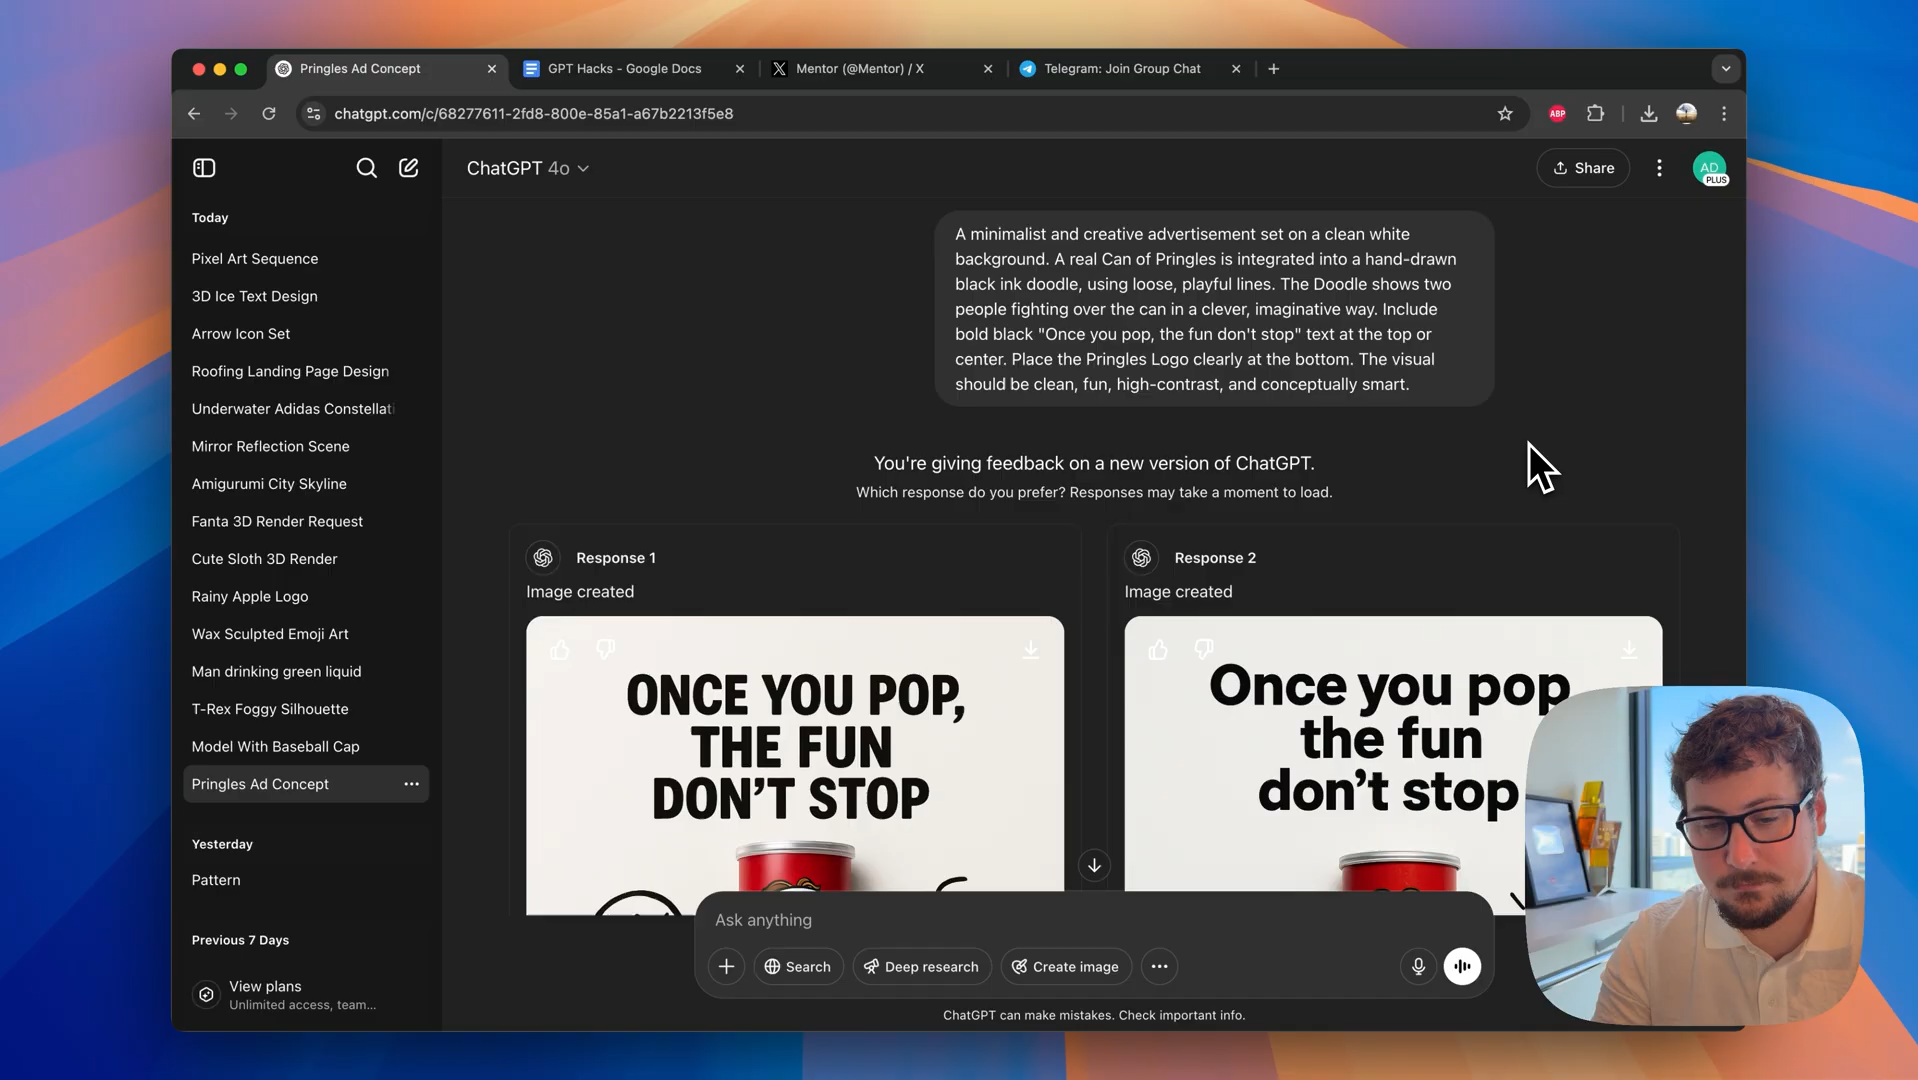 Pringles Ad Concept
GPT Hacks - Google Docs
Mentor (@Mentor) / X
Telegram: Join Group Chat
chatgpt.com/c/68277611-2fd8-800e-85a1-a67b2213f5e8
ABP
ChatGPT 4o
Share
AD
PLUS
Today
Pixel Art Sequence
3D Ice Text Design
Arrow Icon Set
Roofing Landing Page Design
Underwater Adidas Constellati
Mirror Reflection Scene
Amigurumi City Skyline
Fanta 3D Render Request
Cute Sloth 3D Render
Rainy Apple Logo
Wax Sculpted Emoji Art
Man drinking green liquid
T-Rex Foggy Silhouette
Model With Baseball Cap
Pringles Ad Concept
Yesterday
Pattern
Previous 7 Days
View plans
Unlimited access, team...
A minimalist and creative advertisement set on a clean white
background. A real Can of Pringles is integrated into a hand-drawn
black ink doodle, using loose, playful lines. The Doodle shows two
people fighting over the can in a clever, imaginative way. Include
bold black "Once you pop, the fun don't stop" text at the top or
center. Place the Pringles Logo clearly at the bottom. The visual
should be clean, fun, high-contrast, and conceptually smart.
You're giving feedback on a new version of ChatGPT.
Which response do you prefer? Responses may take a moment to load.
Response 1
Image created
ONCE YOU POP,
THE FUN
DON'T STOP
Response 2
Image created
Once you pop
the fun
don't stop
Ask anything
Search
Deep research
Create image
ChatGPT can make mistakes. Check important info.